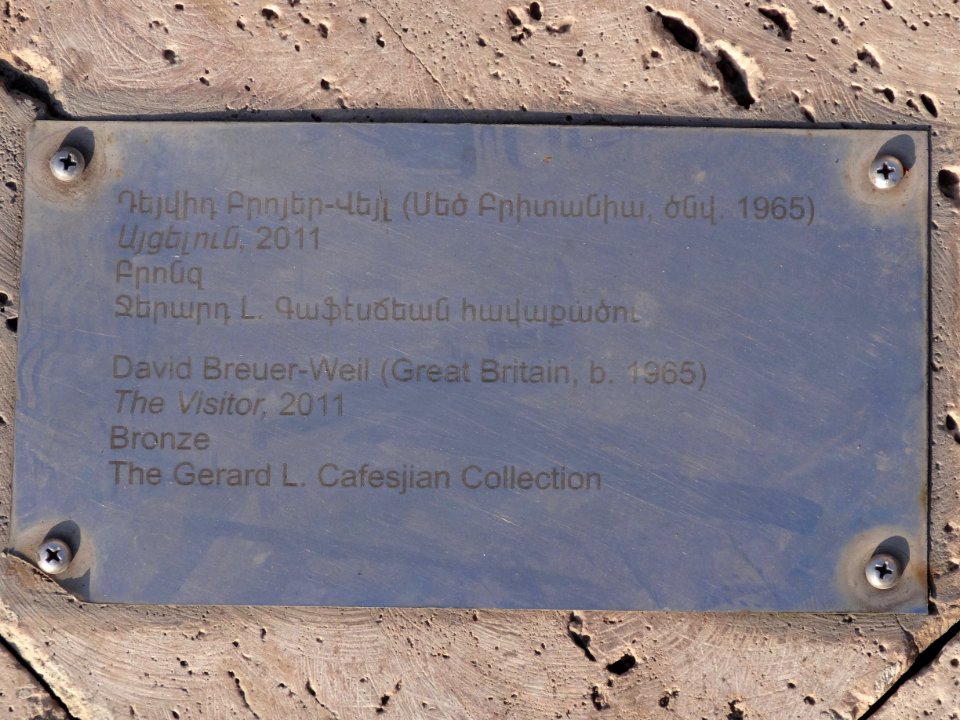 Դեյվիդ Բրոյեր-Վեյլ (Մեծ Բրիտանիա, ծնվ. 1965)
Այցելուն, 2011
Բրոնզ
Ջերարդ Լ. Գաֆէսճեան հավաքածու
David Breuer-Weil (Great Britain, b. 1965)
The Visitor, 2011
Bronze
The Gerard L. Cafesjian Collection